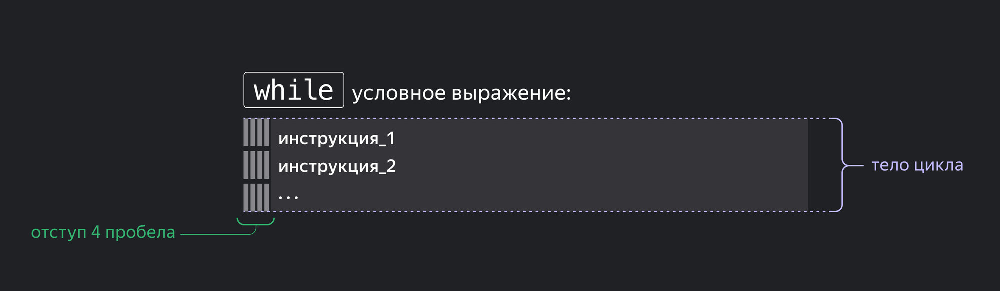 while условное выражение:
инструкция_1
инструкция_2
...
тело цикла
отступ 4 пробела